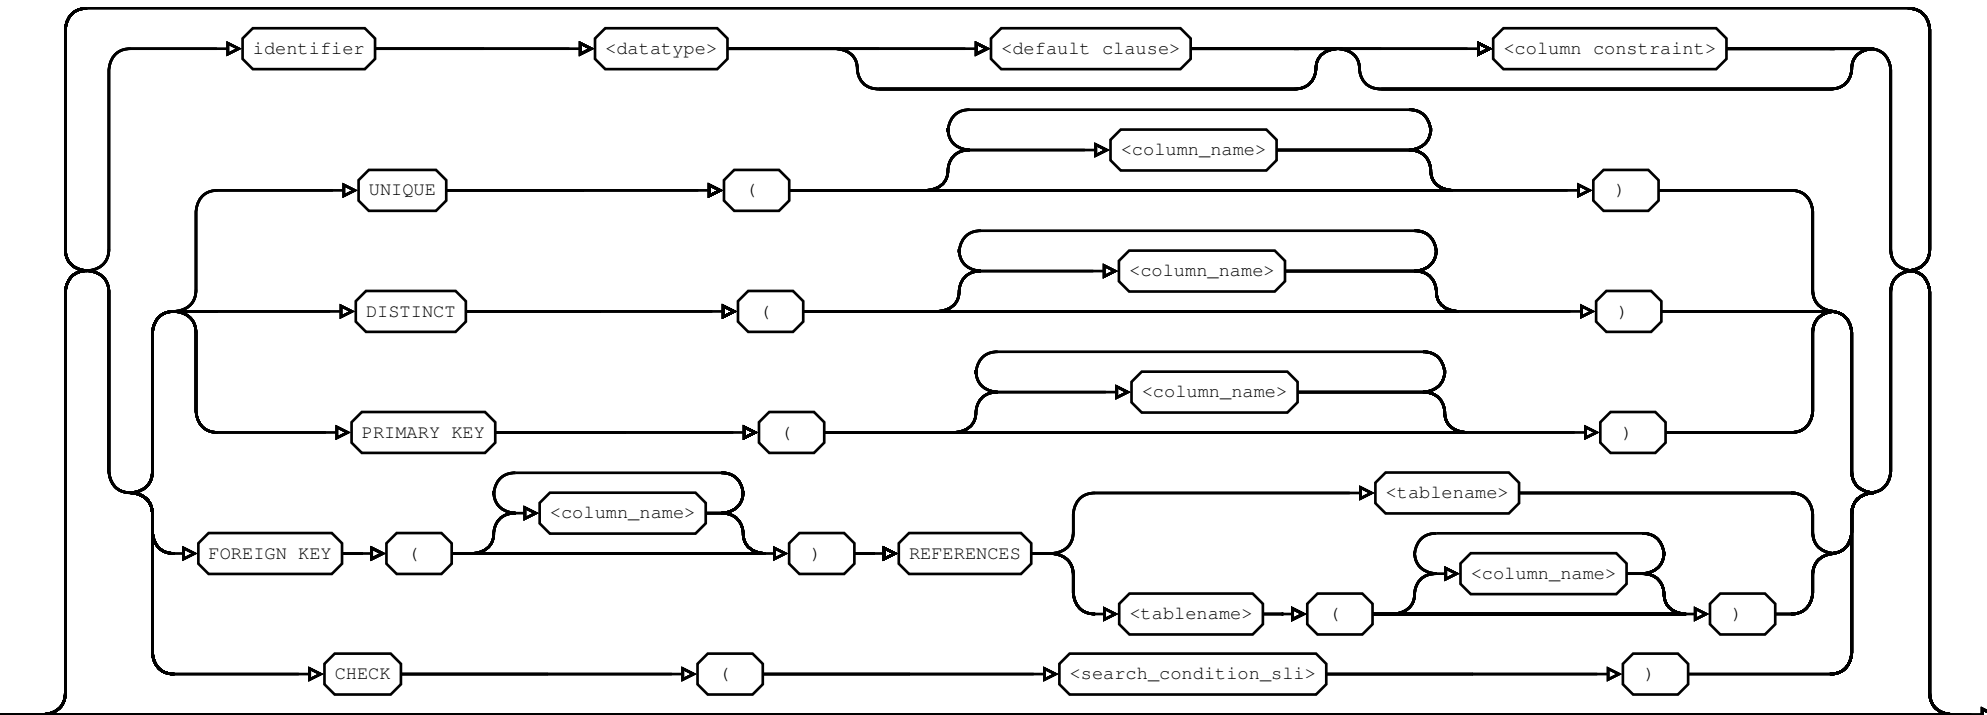 identifier <datatype> <default clause> <column constraint>
<column_name>
UNIQUE ( )
<column_name>
DISTINCT ( )
<column_name>
PRIMARY KEY ( )
<tablename>
<column_name>
FOREIGN KEY ( ) REFERENCES
<column_name>
<tablename> ( )
CHECK ( <search_condition_sli> )